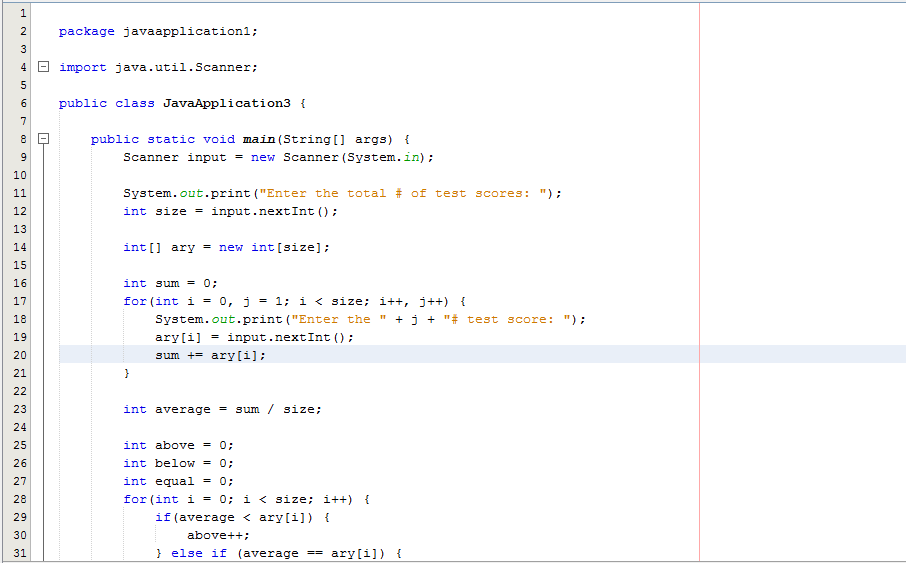 1
2 package javaapplication1;
3
4 import java.util.Scanner;
5
6 public class JavaApplication3 {
7
8 public static void main(String[] args) {
9 Scanner input = new Scanner(System.in);
10
11 System.out.print("Enter the total # of test scores: ");
12 int size = input.nextInt();
13
14 int[] ary = new int[size];
15
16 int sum = 0;
17 for(int i = 0, j = 1; i < size; i++, j++) {
18 System.out.print("Enter the " + j + "# test score: ");
19 ary[i] = input.nextInt();
20 sum += ary[i];
21 }
22
23 int average = sum / size;
24
25 int above = 0;
26 int below = 0;
27 int equal = 0;
28 for(int i = 0; i < size; i++) {
29 if(average < ary[i]) {
30 above++;
31 } else if (average == ary[i]) {